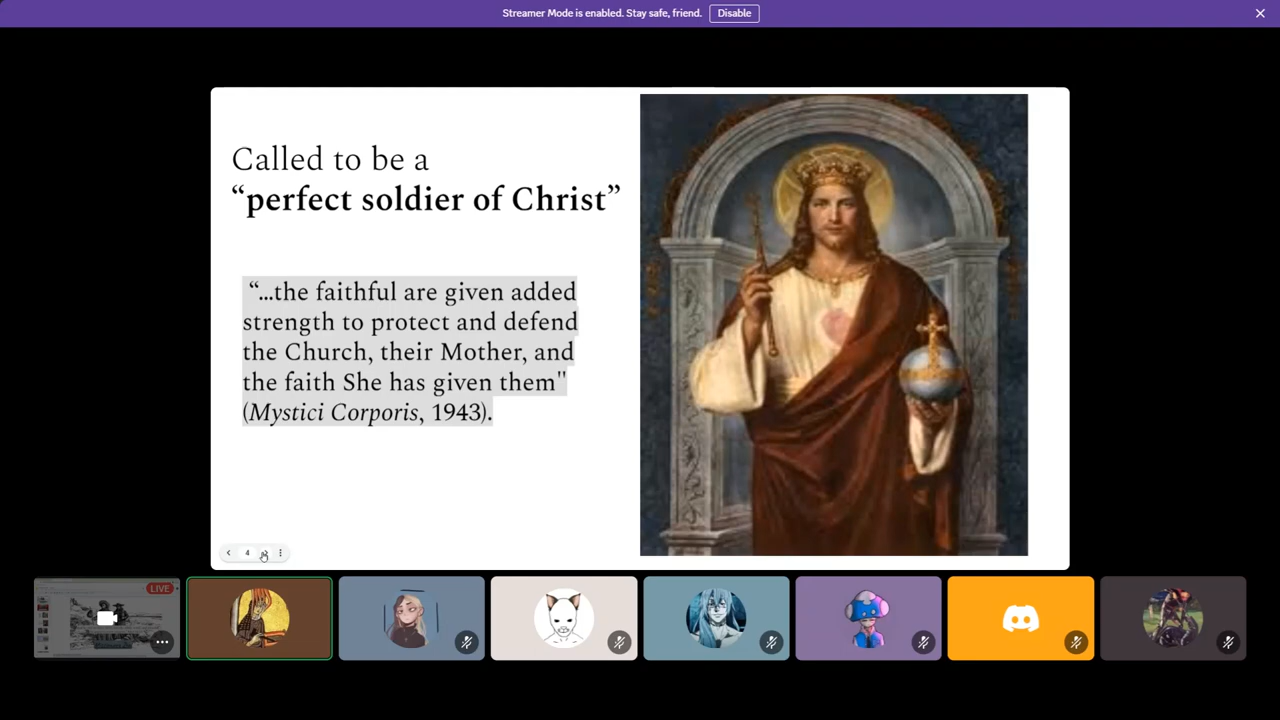 Streamer Mode is enabled. Stay safe, friend. Disable
Called to be a
“perfect soldier of Christ”
“...the faithful are given added
strength to protect and defend
the Church, their Mother, and
the faith She has given them"
(Mystici Corporis, 1943).
4
LIVE